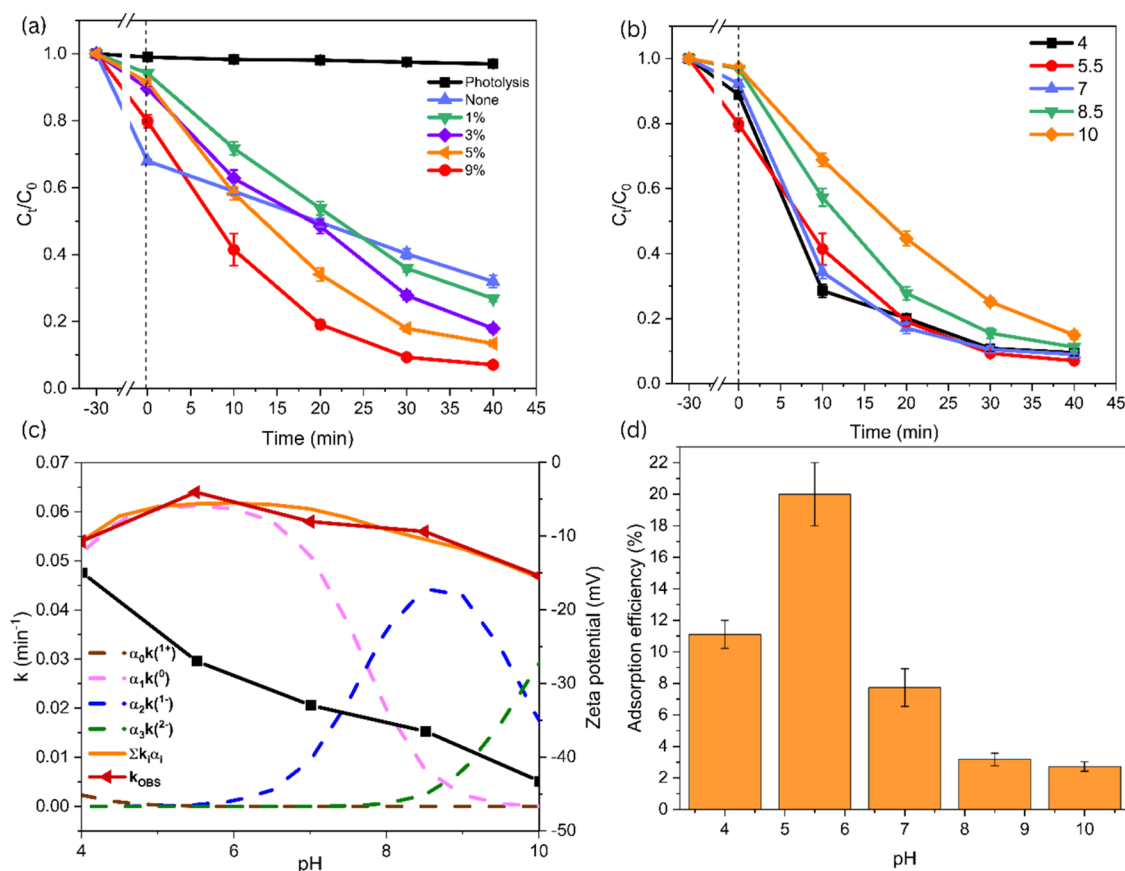 (a)
1.0
0.8
0.6
0.4
0.2
0.0
Cₜ/C₀
Photolysis
None
1%
3%
5%
9%
-30 0 5 10 15 20 25 30 35 40 45
Time (min)
(b)
1.0
0.8
0.6
0.4
0.2
0.0
Cₜ/C₀
4
5.5
7
8.5
10
-30 0 5 10 15 20 25 30 35 40 45
Time (min)
(c)
0.07
0.06
0.05
0.04
0.03
0.02
0.01
0.00
k (min⁻¹)
α₀k(¹⁺)
α₁k(⁰)
α₂k(¹⁻)
α₃k(²⁻)
Σkᵢαᵢ
k_OBS
0
-10
-20
-30
-40
-50
Zeta potential (mV)
4 6 8 10
pH
(d)
22
20
18
16
14
12
10
8
6
4
2
0
Adsorption efficiency (%)
4 5 6 7 8 9 10
pH